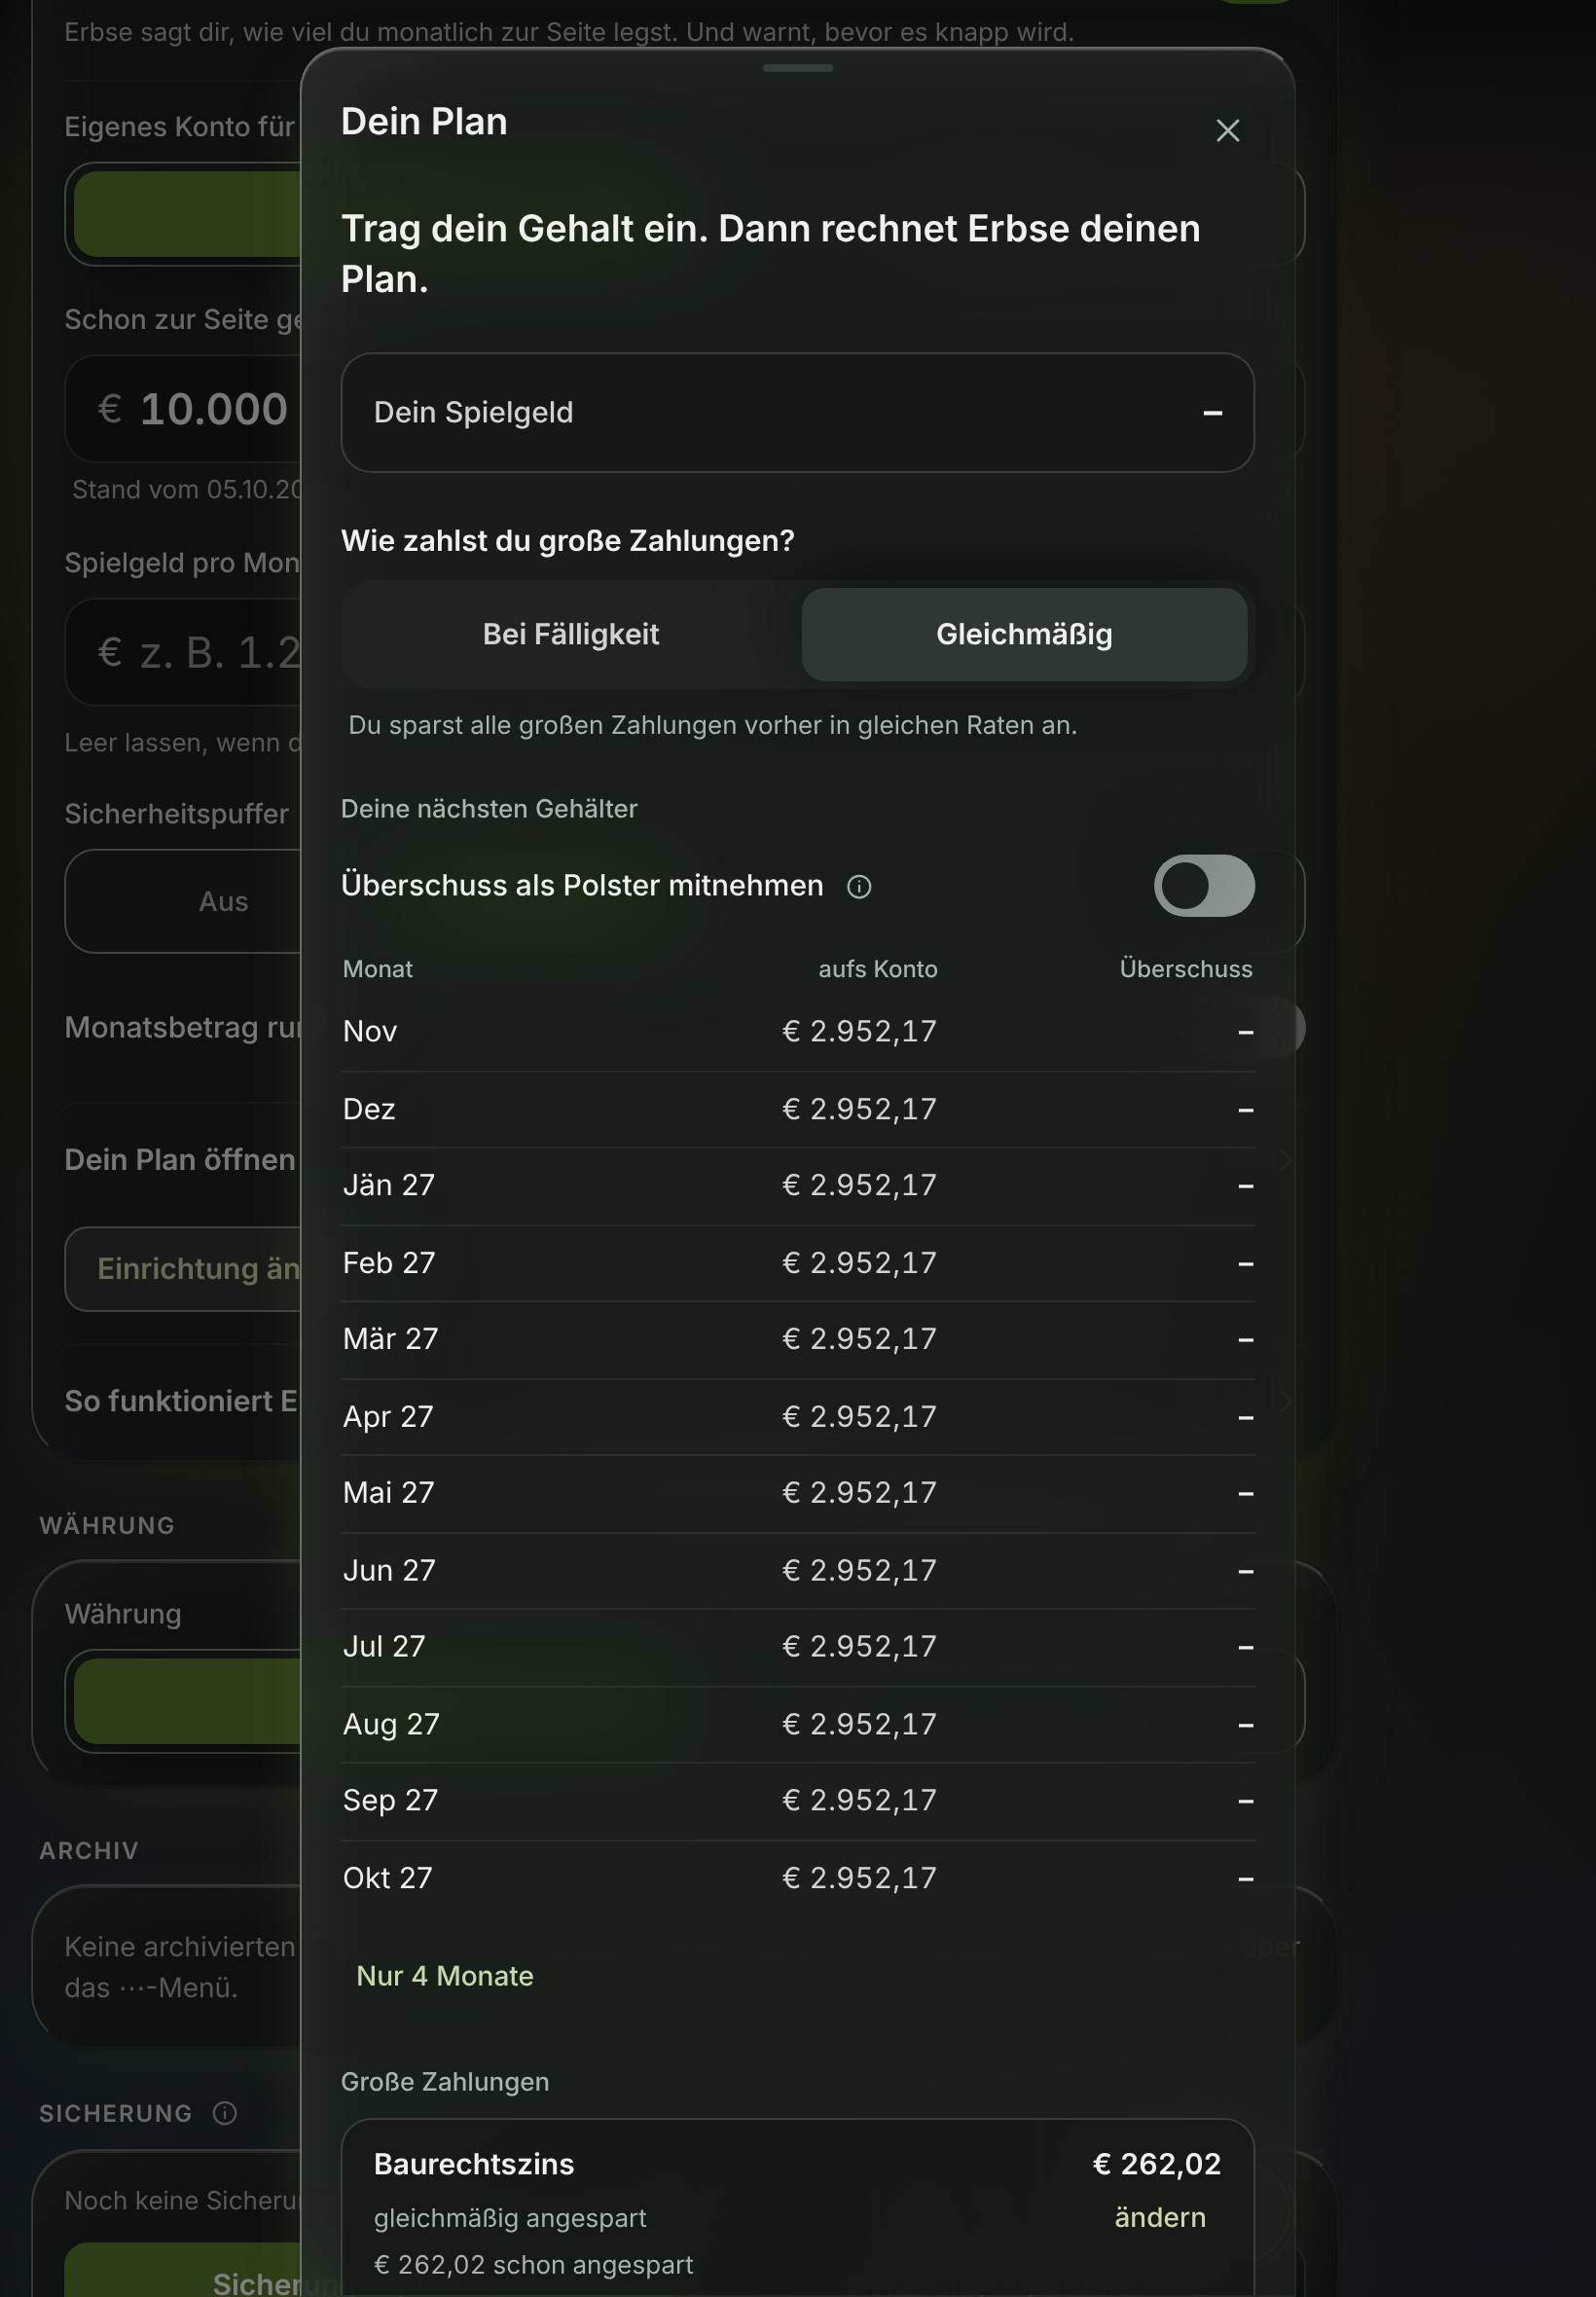 Erbse sagt dir, wie viel du monatlich zur Seite legst. Und warnt, bevor es knapp wird.
Eigenes Konto für
Schon zur Seite ge
€ 10.000
Stand vom 05.10.20
Spielgeld pro Mon
€ z. B. 1.2
Leer lassen, wenn d
Sicherheitspuffer
Aus
Monatsbetrag ru
Dein Plan öffnen
Einrichtung än
So funktioniert E
WÄHRUNG
Währung
ARCHIV
Keine archivierten
über
das ···-Menü.
SICHERUNG
Noch keine Sicheru
Sicherun
Dein Plan
Trag dein Gehalt ein. Dann rechnet Erbse deinen
Plan.
Dein Spielgeld –
Wie zahlst du große Zahlungen?
Bei Fälligkeit Gleichmäßig
Du sparst alle großen Zahlungen vorher in gleichen Raten an.
Deine nächsten Gehälter
Überschuss als Polster mitnehmen
Monat aufs Konto Überschuss
Nov € 2.952,17 –
Dez € 2.952,17 –
Jän 27 € 2.952,17 –
Feb 27 € 2.952,17 –
Mär 27 € 2.952,17 –
Apr 27 € 2.952,17 –
Mai 27 € 2.952,17 –
Jun 27 € 2.952,17 –
Jul 27 € 2.952,17 –
Aug 27 € 2.952,17 –
Sep 27 € 2.952,17 –
Okt 27 € 2.952,17 –
Nur 4 Monate
Große Zahlungen
Baurechtszins € 262,02
gleichmäßig angespart ändern
€ 262,02 schon angespart